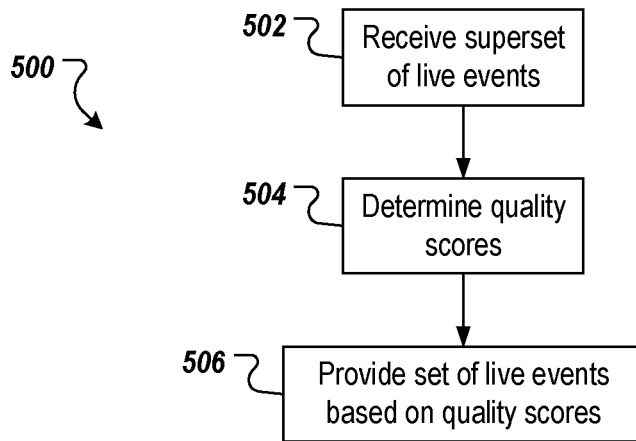 502
Receive superset
of live events
500
504
Determine quality
scores
506
Provide set of live events
based on quality scores